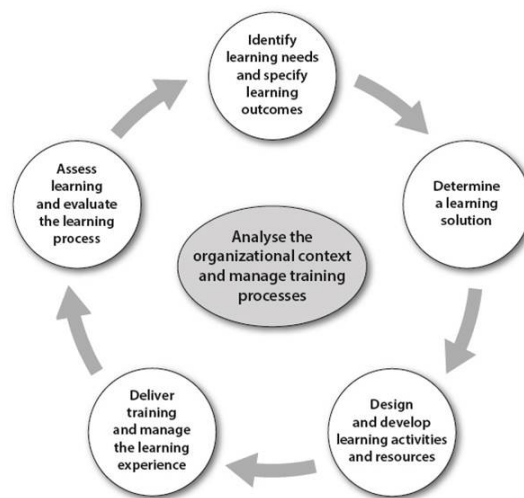 Identify
learning needs
and specify
learning
outcomes
Determine
a learning
solution
Design
and develop
learning activities
and resources
Deliver
training
and manage
the learning
experience
Assess
learning
and evaluate
the learning
process
Analyse the
organizational context
and manage training
processes